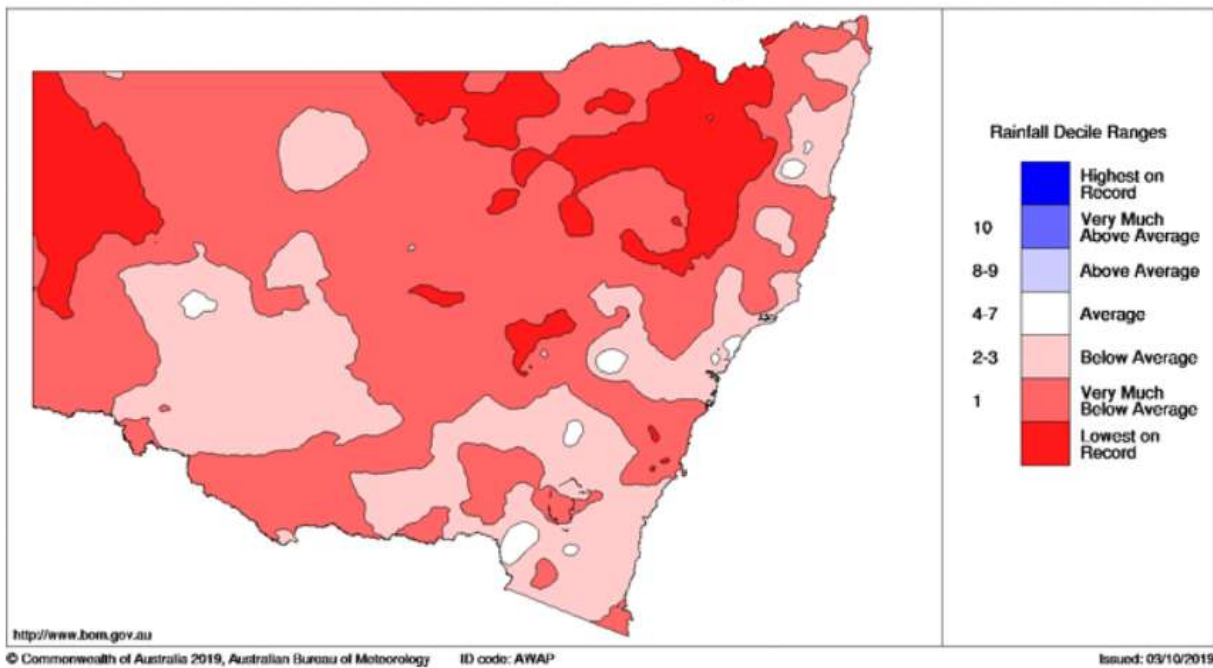 Rainfall Decile Ranges
Highest on
Record
10
Very Much
Above Average
8-9
Above Average
4-7
Average
2-3
Below Average
1
Very Much
Below Average
Lowest on
Record
http://www.bom.gov.au
© Commonwealth of Australia 2019, Australian Bureau of Meteorology ID code: AWAP Issued: 03/10/2019